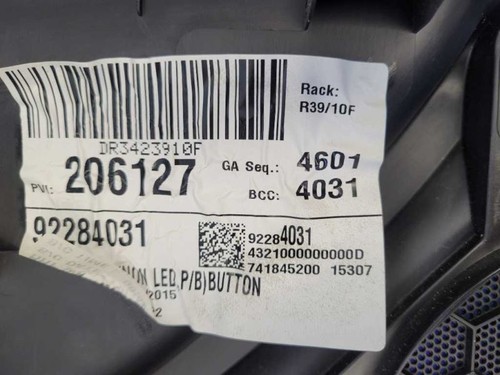 Rack:
R39/10F
DR3423910F
PVI: 206127
GA Seq.: 4601
BCC: 4031
92284031
92284031
4321000000000D
741845200 15307
(NON LED,P/B)BUTTON
2015